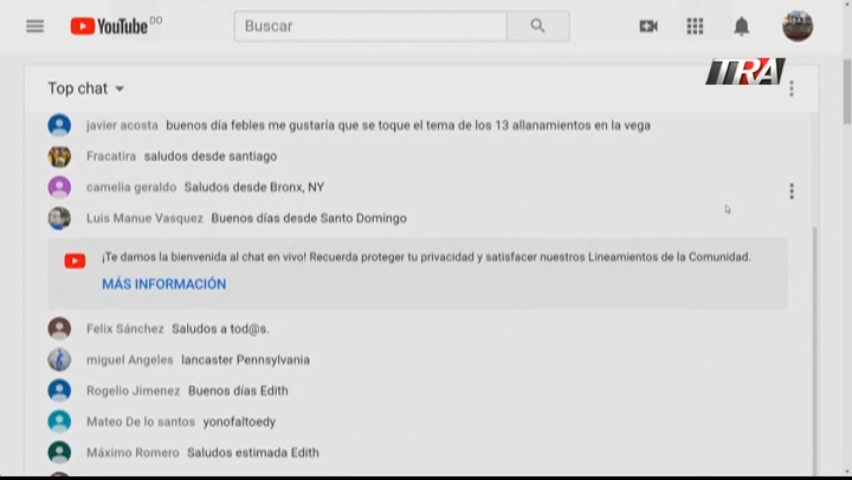 YouTube DO
Buscar
TRA
Top chat
javier acosta buenos día febles me gustaría que se toque el tema de los 13 allanamientos en la vega
Fracatira saludos desde santiago
camelia geraldo Saludos desde Bronx, NY
Luis Manue Vasquez Buenos días desde Santo Domingo
¡Te damos la bienvenida al chat en vivo! Recuerda proteger tu privacidad y satisfacer nuestros Lineamientos de la Comunidad.
MÁS INFORMACIÓN
Felix Sánchez Saludos a tod@s.
miguel Angeles lancaster Pennsylvania
Rogelio Jimenez Buenos días Edith
Mateo De lo santos yonofaltoedy
Máximo Romero Saludos estimada Edith